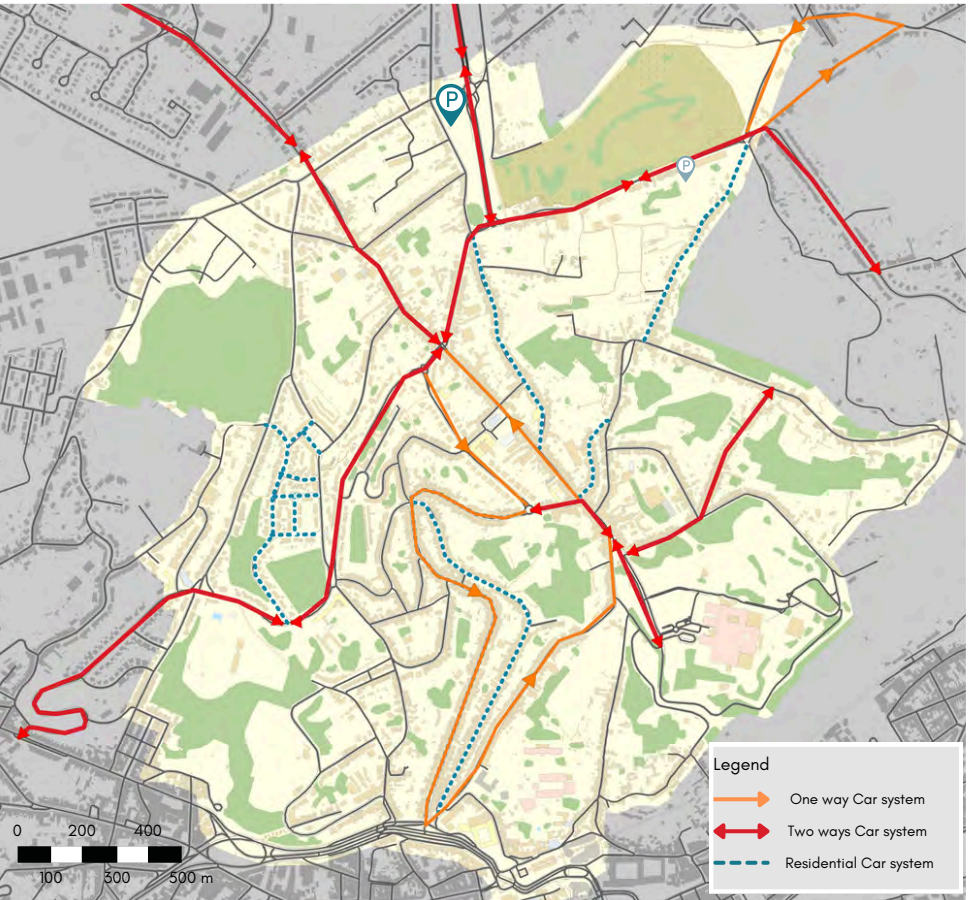 P
P
Legend
One way Car system
Two ways Car system
Residential Car system
0 200 400
100 300 500 m